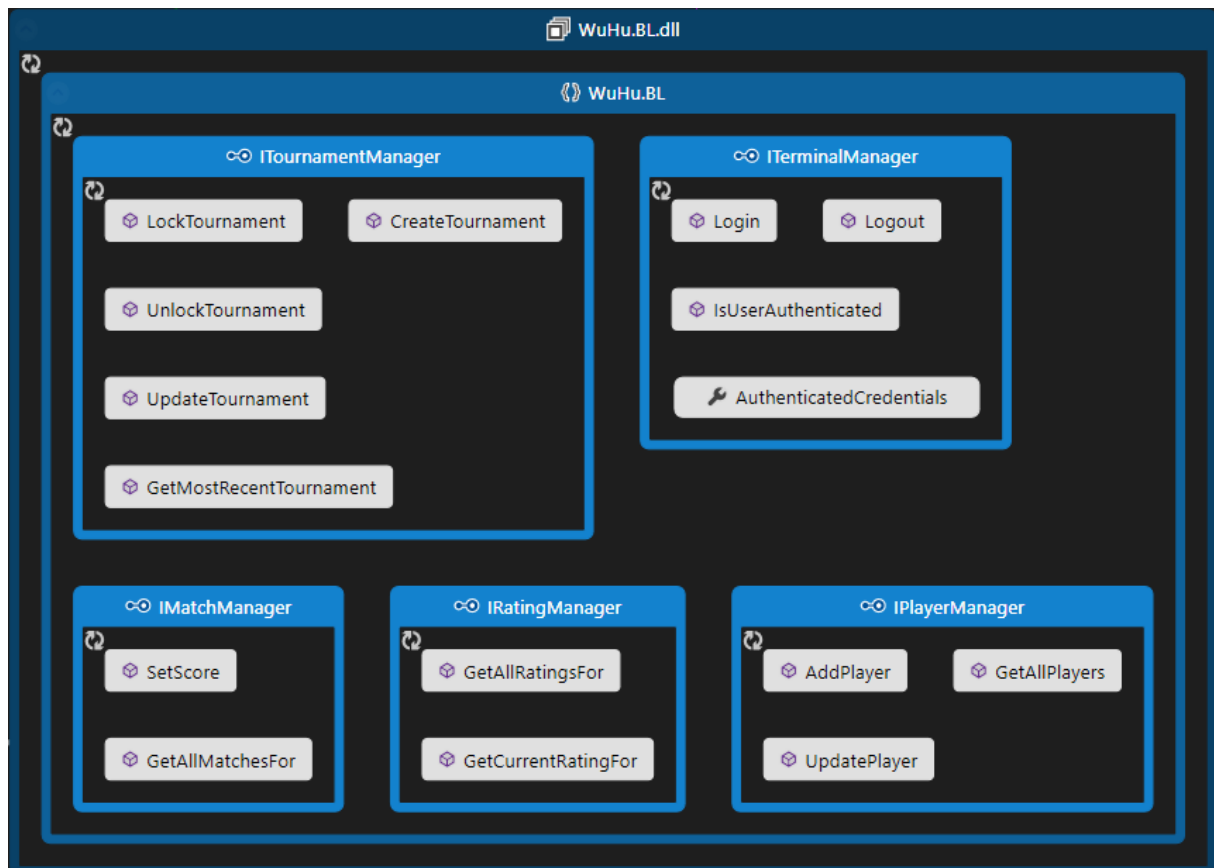 WuHu.BL.dll
WuHu.BL
ITournamentManager
LockTournament
CreateTournament
UnlockTournament
UpdateTournament
GetMostRecentTournament
ITerminalManager
Login
Logout
IsUserAuthenticated
AuthenticatedCredentials
IMatchManager
SetScore
GetAllMatchesFor
IRatingManager
GetAllRatingsFor
GetCurrentRatingFor
IPlayerManager
AddPlayer
GetAllPlayers
UpdatePlayer